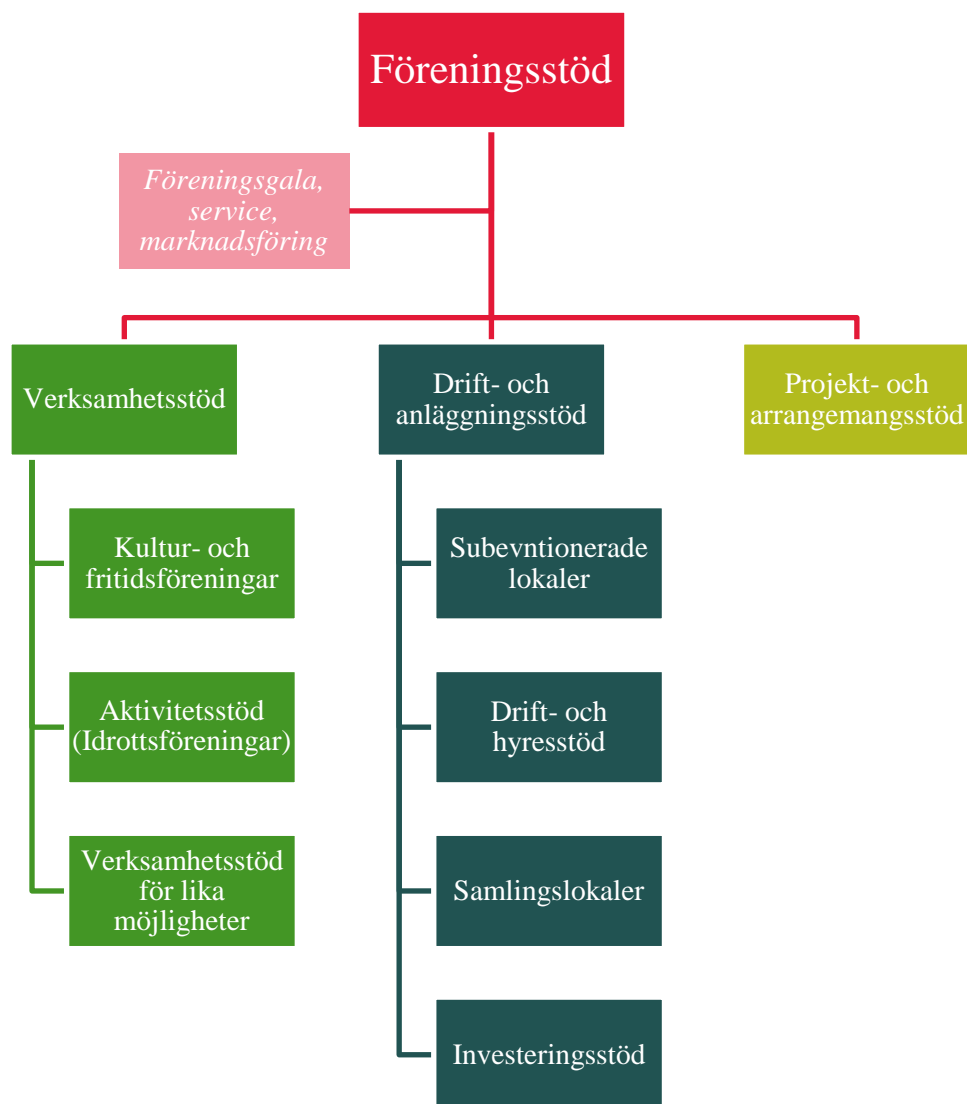 Föreningsstöd
Föreningsgala,
service,
marknadsföring
Verksamhetsstöd
Kultur- och
fritidsföreningar
Aktivitetsstöd
(Idrottsföreningar)
Verksamhetsstöd
för lika
möjligheter
Drift- och
anläggningsstöd
Subevntionerade
lokaler
Drift- och
hyresstöd
Samlingslokaler
Investeringsstöd
Projekt- och
arrangemangsstöd